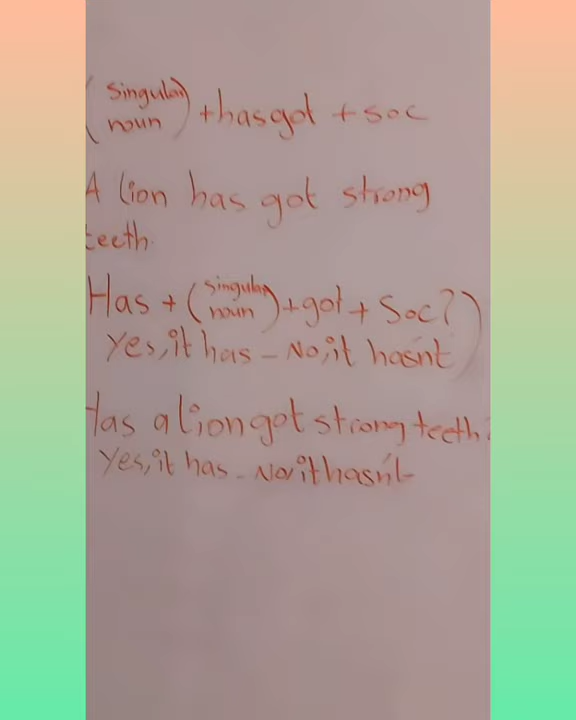 (singular noun) + has got + soc
A lion has got strong
teeth.
Has + (singular noun) + got + Soc?)
Yes, it has - No, it hasn't
Has a lion got strong teeth?
Yes, it has - No, it hasn't